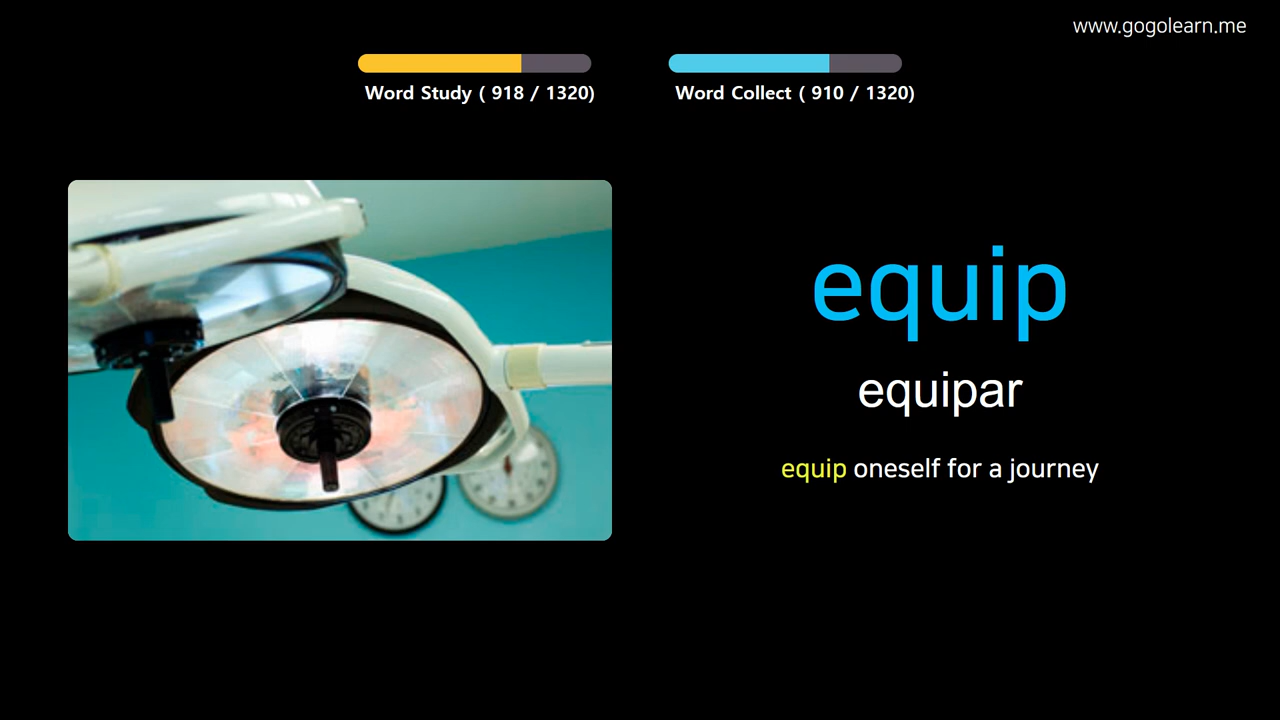 www.gogolearn.me
Word Study ( 918 / 1320)
Word Collect ( 910 / 1320)
equip
equipar
equip oneself for a journey